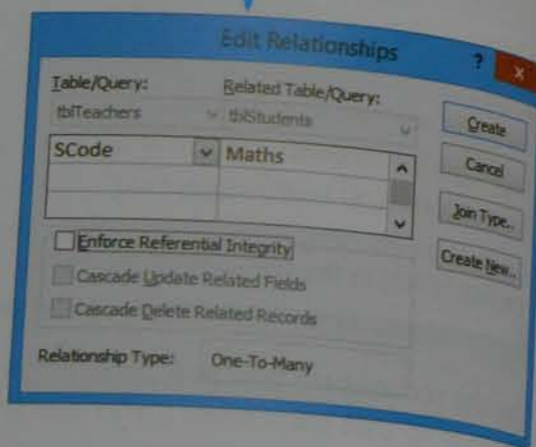 Edit Relationships ? x
Table/Query: Related Table/Query:
tblTeachers tblStudents
Create
SCode Maths
Cancel
Join Type..
Enforce Referential Integrity
Create New..
Cascade Update Related Fields
Cascade Delete Related Records
Relationship Type: One-To-Many